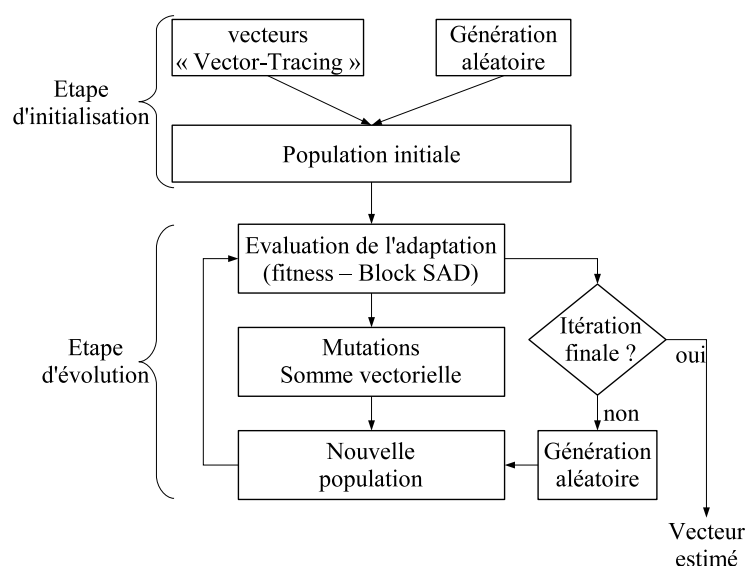 vecteurs
« Vector-Tracing »
Génération
aléatoire
Etape
d'initialisation
Population initiale
Evaluation de l'adaptation
(fitness – Block SAD)
Itération
finale ?
oui
Mutations
Somme vectorielle
Etape
d'évolution
non
Nouvelle
population
Génération
aléatoire
Vecteur
estimé